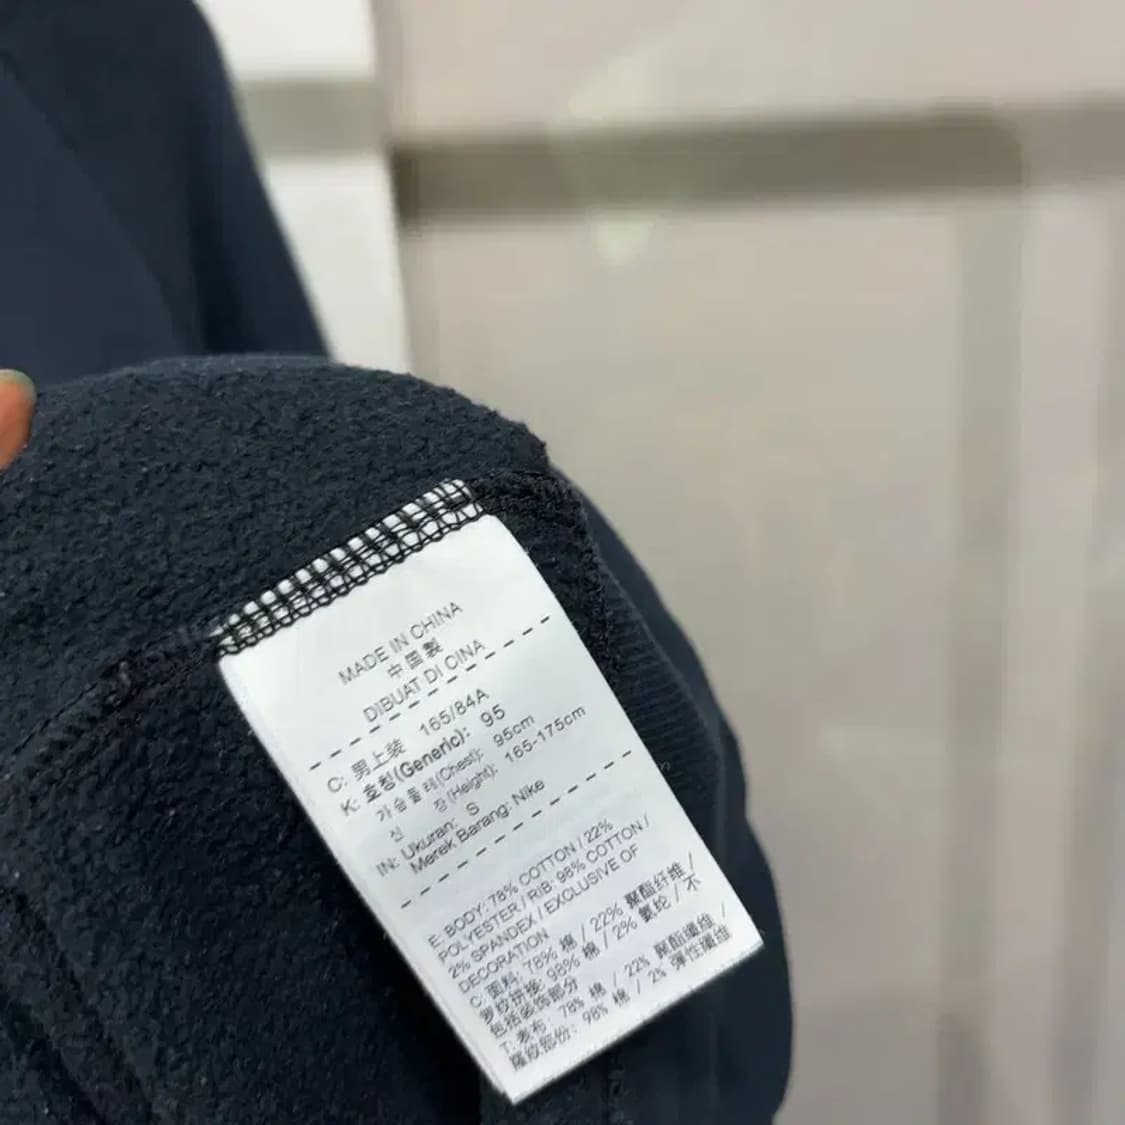 MADE IN CHINA
中国製
DIBUAT DI CINA
C: 男上装 165/84A
K: 호칭(Generic): 95
가슴둘레(Chest): 95cm
신 장(Height): 165-175cm
IN: Ukuran: S
Merek Barang: Nike
E: BODY: 78% COTTON / 22%
POLYESTER / RIB: 98% COTTON /
2% SPANDEX / EXCLUSIVE OF
DECORATION
C: 面料: 78% 棉 / 22% 聚酯纤维 /
罗纹拼接: 98% 棉 / 2% 氨纶 / 不
包括装饰部分
T: 表布: 78% 棉 / 22% 聚酯纖維 /
羅紋部份: 98% 棉 / 2% 彈性纖維